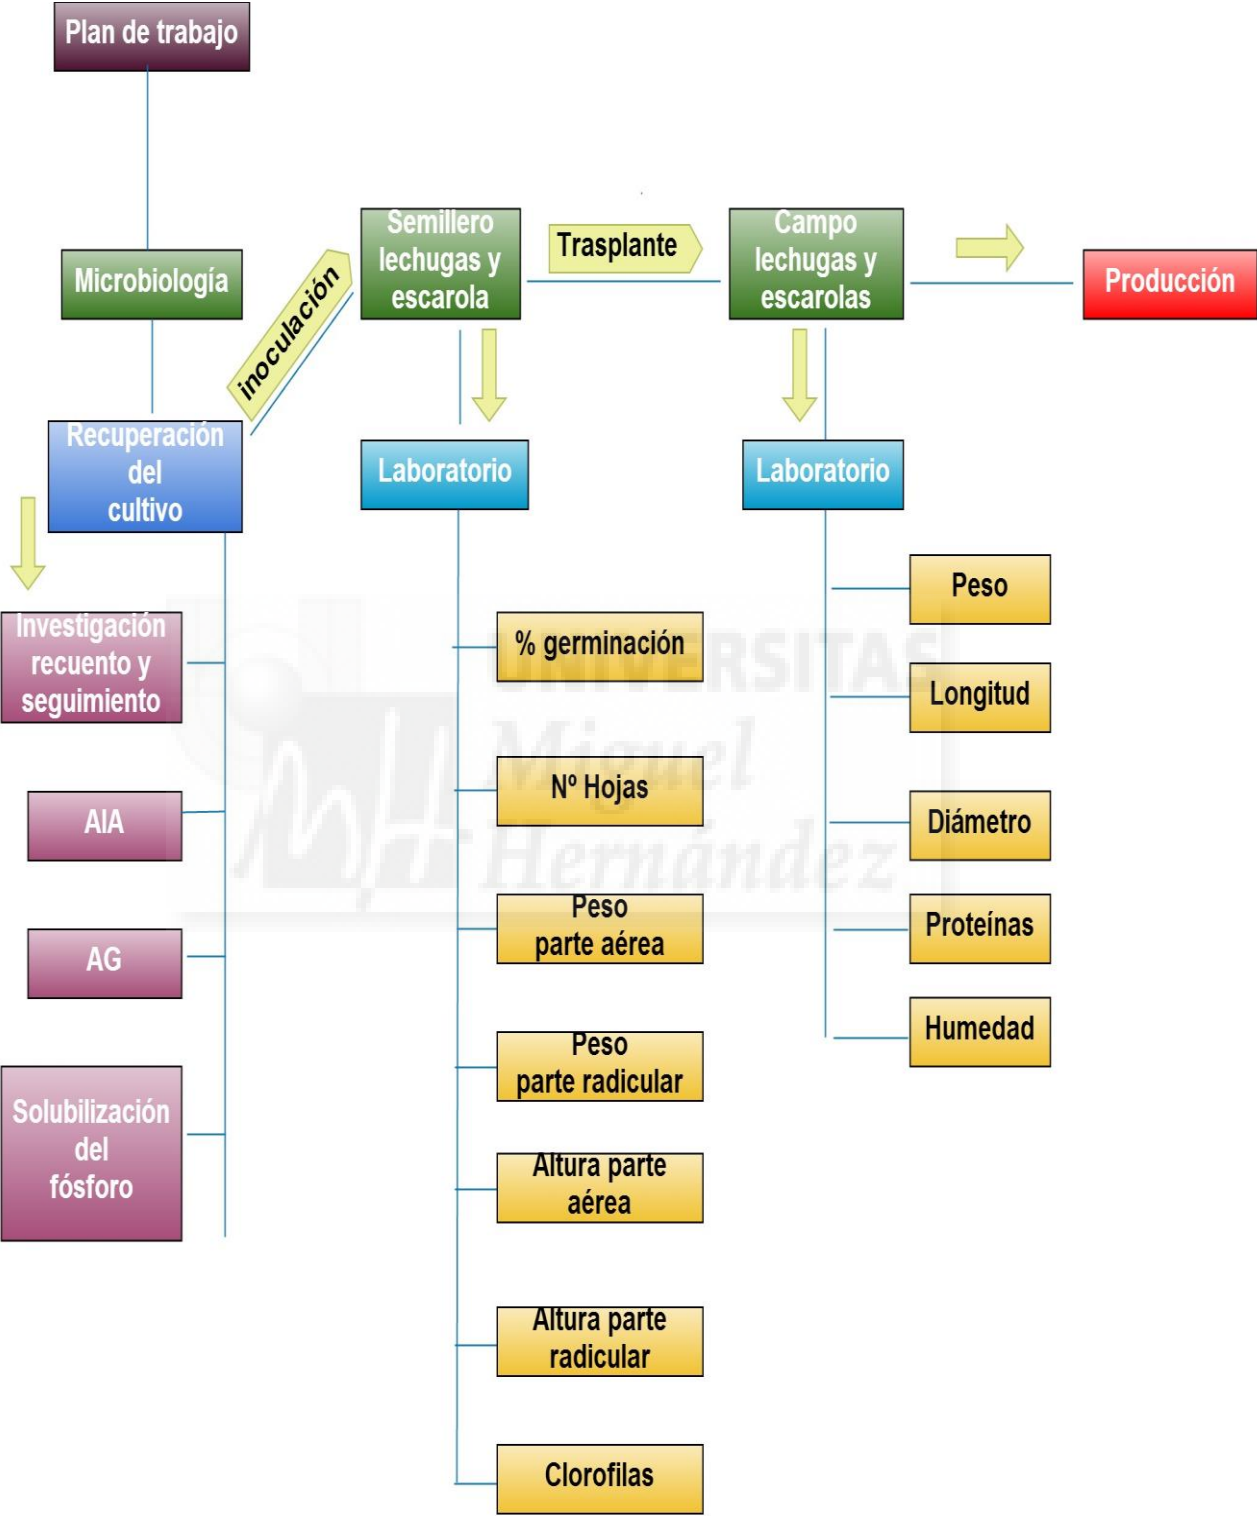 Plan de trabajo
Microbiología
inoculación
Semillero
lechugas y
escarola
Trasplante
Campo
lechugas y
escarolas
Producción
Recuperación
del
cultivo
Laboratorio
Laboratorio
Investigación
recuento y
seguimiento
AIA
AG
Solubilización
del
fósforo
% germinación
Nº Hojas
Peso
parte aérea
Peso
parte radicular
Altura parte
aérea
Altura parte
radicular
Clorofilas
Peso
Longitud
Diámetro
Proteínas
Humedad
UNIVERSITAS
Miguel
Hernández